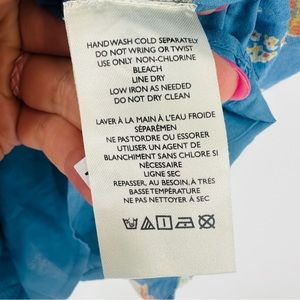 HAND WASH COLD SEPARATELY
DO NOT WRING OR TWIST
USE ONLY NON-CHLORINE
BLEACH
LINE DRY
LOW IRON AS NEEDED
DO NOT DRY CLEAN
LAVER À LA MAIN À L'EAU FROIDE
SÉPARÉMEN
NE PAS TORDRE OU ESSORER
UTILISER UN AGENT DE
BLANCHIMENT SANS CHLORE SI
NÉCESSAIRE
LIGNE SEC
REPASSER, AU BESOIN, À TRÈS
BASSE TEMPÉRATURE
NE PAS NETTOYER À SEC